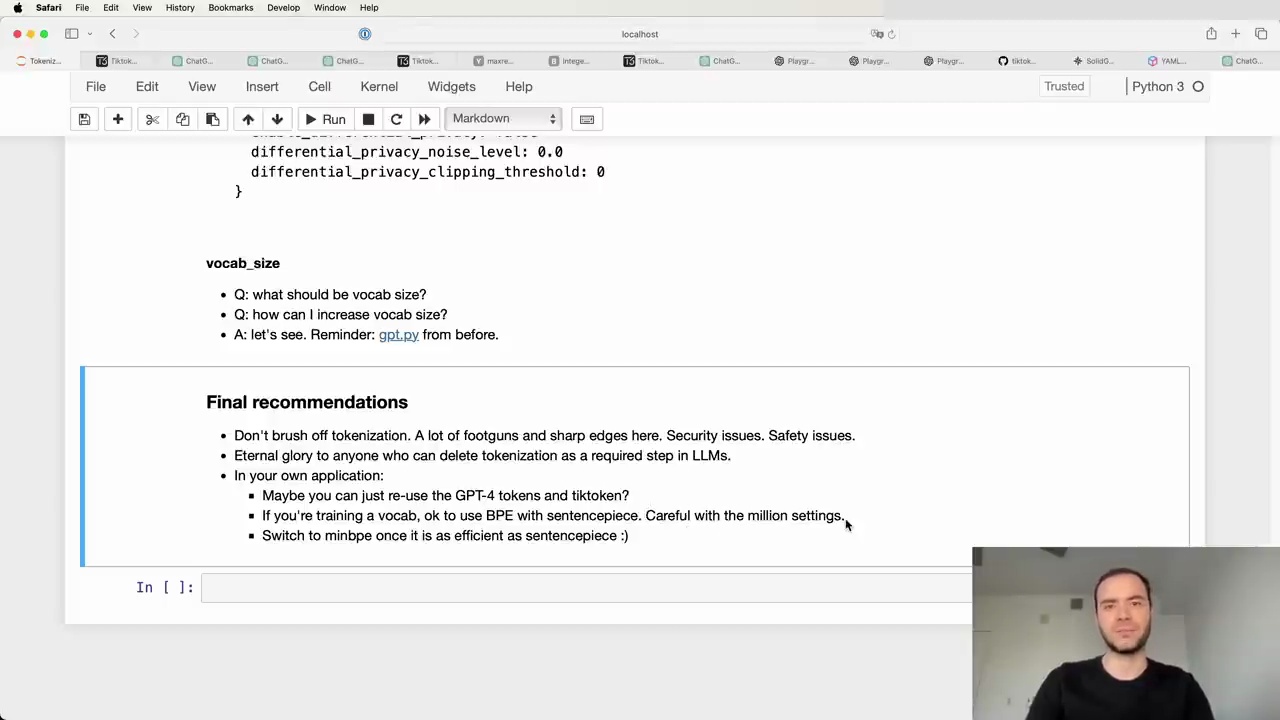 Safari File Edit View History Bookmarks Develop Window Help
localhost
Tokeniz... Tiktok... ChatG... ChatG... ChatG... Tiktok... maxre... intege... Tiktok... ChatG... Playgr... Playgr... Playgr... tiktok... SolidG... YAML... ChatG...
File Edit View Insert Cell Kernel Widgets Help Trusted Python 3
Run Markdown
differential_privacy_noise_level: 0.0
differential_privacy_clipping_threshold: 0
}
vocab_size
• Q: what should be vocab size?
• Q: how can I increase vocab size?
• A: let's see. Reminder: gpt.py from before.
Final recommendations
• Don't brush off tokenization. A lot of footguns and sharp edges here. Security issues. Safety issues.
• Eternal glory to anyone who can delete tokenization as a required step in LLMs.
• In your own application:
▪ Maybe you can just re-use the GPT-4 tokens and tiktoken?
▪ If you're training a vocab, ok to use BPE with sentencepiece. Careful with the million settings.
▪ Switch to minbpe once it is as efficient as sentencepiece :)
In [ ]: